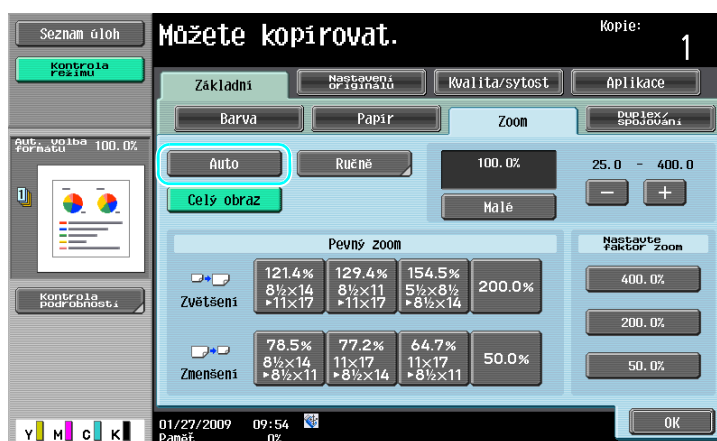 Seznam úloh
Můžete kopírovat.
Kopie:
1
Kontrola
režimu
Základní
Nastavení
originálu
Kvalita/sytost
Aplikace
Barva
Papír
Zoom
Duplex/
spojování
Aut. volba
formátu
100.0%
1
Auto
Ručně
100.0%
25.0 - 400.0
Celý obraz
Malé
- +
Pevný zoom
Nastavte
faktor zoom
Zvětšení
121.4%
8½×14
▸11×17
129.4%
8½×11
▸11×17
154.5%
5½×8½
▸8½×14
200.0%
400.0%
200.0%
Zmenšení
78.5%
8½×14
▸8½×11
77.2%
11×17
▸8½×14
64.7%
11×17
▸8½×11
50.0%
50.0%
Kontrola
podrobností
Y M C K
01/27/2009 09:54
Paměť 0%
OK